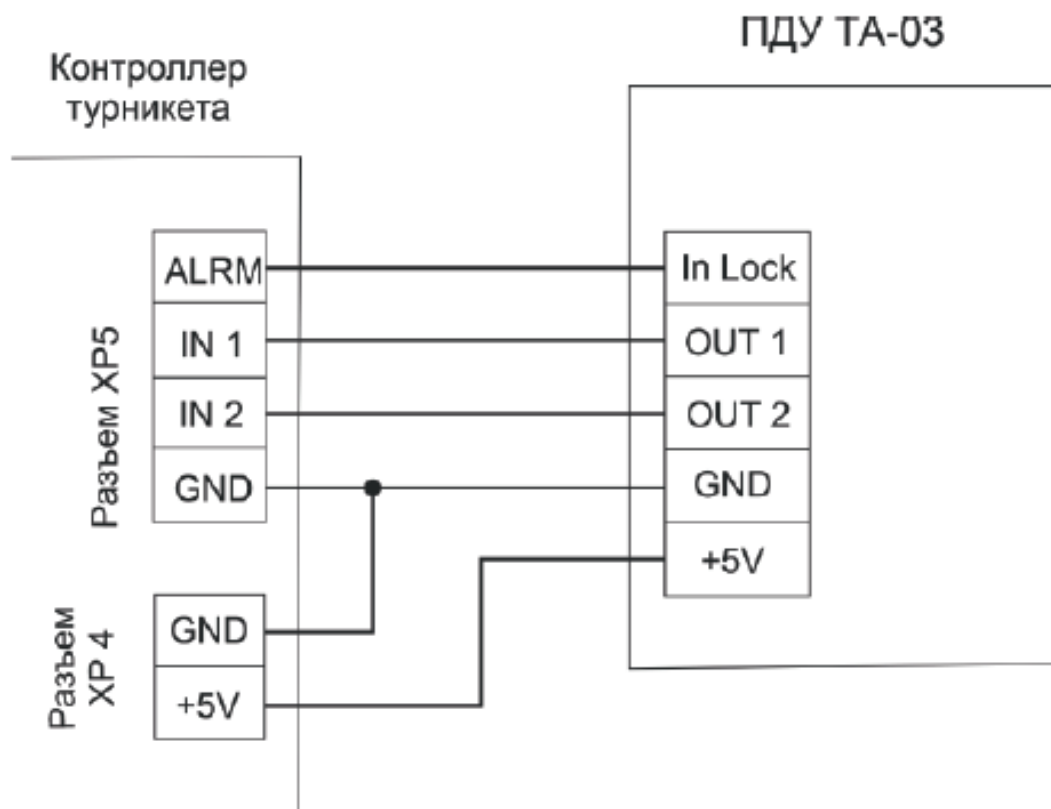 ПДУ ТА-03
Контроллер
турникета
Разъем XP5
ALRM
IN 1
IN 2
GND
Разъем
XP 4
GND
+5V
In Lock
OUT 1
OUT 2
GND
+5V